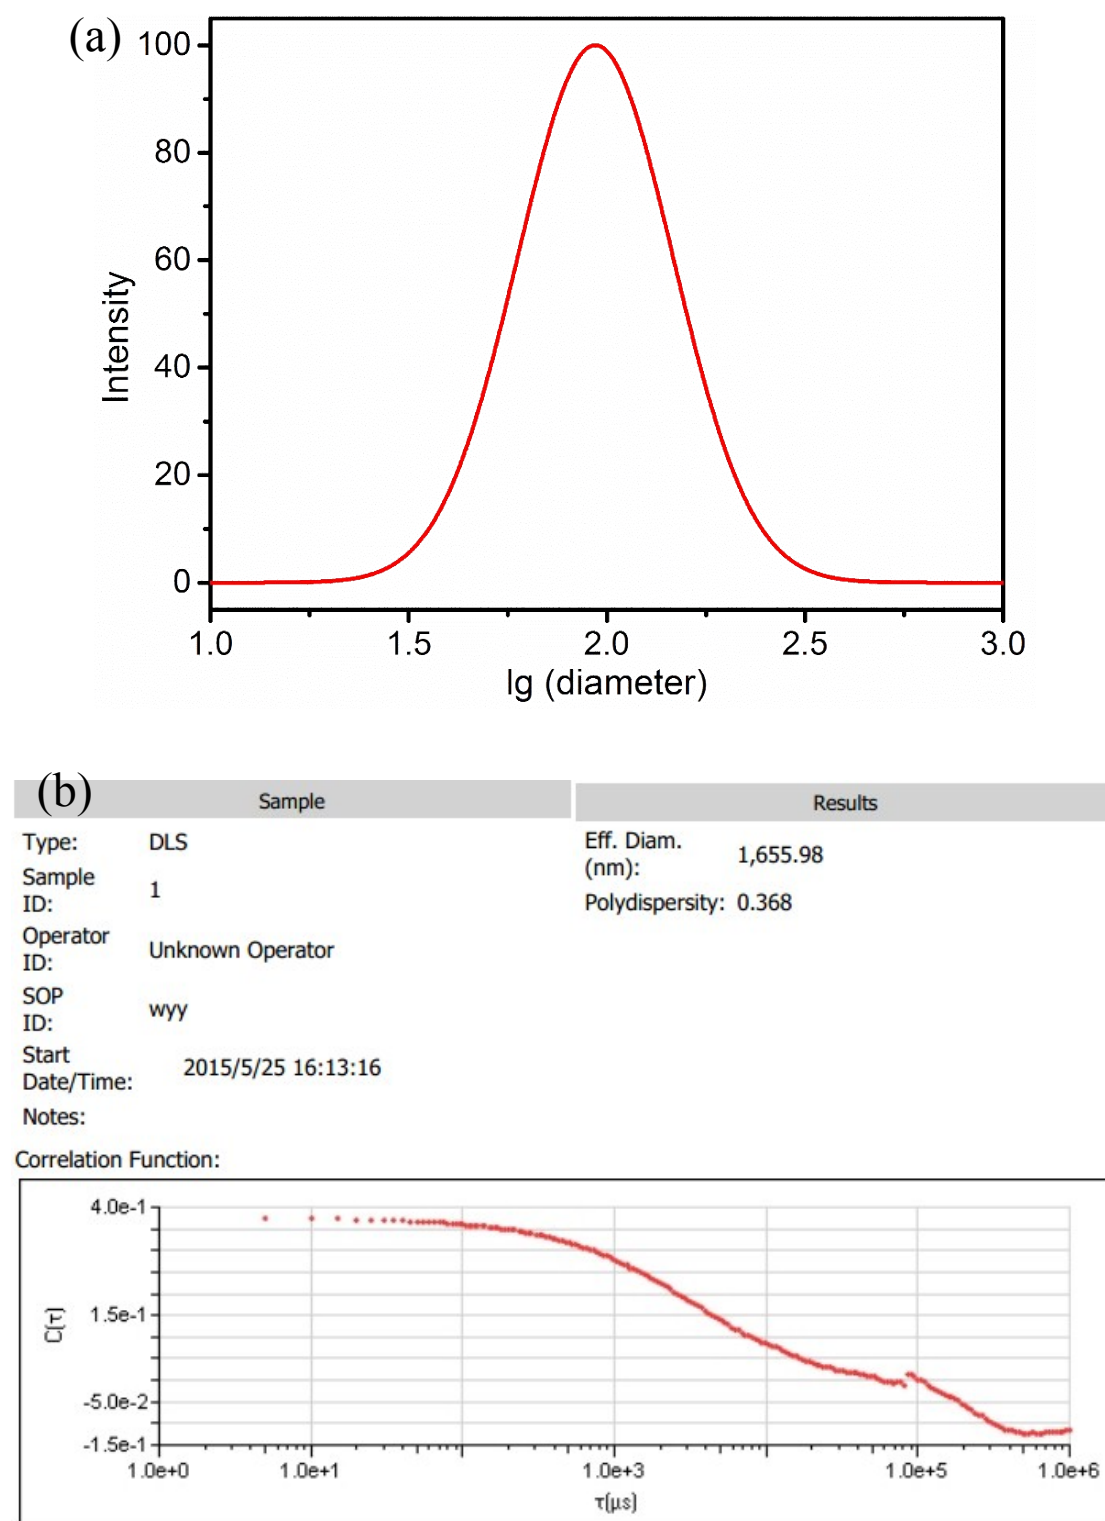 (a)
100
80
60
40
20
0
Intensity
1.0 1.5 2.0 2.5 3.0
lg (diameter)
(b)
Sample
Type: DLS
Sample
ID: 1
Operator
ID: Unknown Operator
SOP
ID: wyy
Start
Date/Time: 2015/5/25 16:13:16
Notes:
Results
Eff. Diam.
(nm): 1,655.98
Polydispersity: 0.368
Correlation Function:
4.0e-1
1.5e-1
-5.0e-2
-1.5e-1
C(τ)
1.0e+0 1.0e+1 1.0e+3 1.0e+5 1.0e+6
τ(μs)